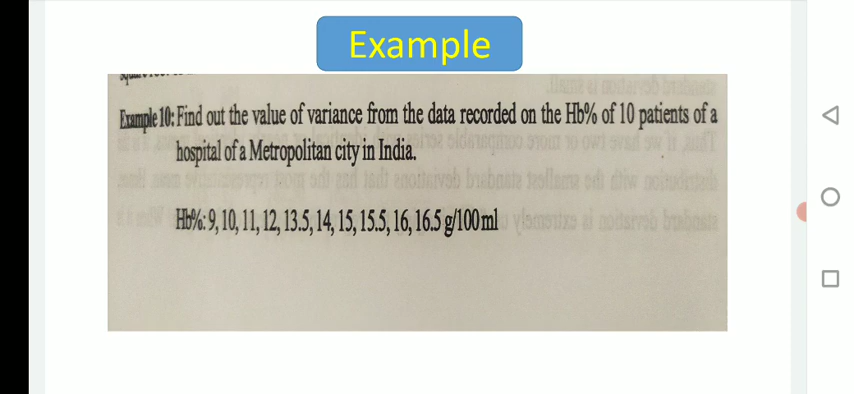 Example
Example 10: Find out the value of variance from the data recorded on the Hb% of 10 patients of a
hospital of a Metropolitan city in India.
Hb%: 9, 10, 11, 12, 13.5, 14, 15, 15.5, 16, 16.5 g/100 ml